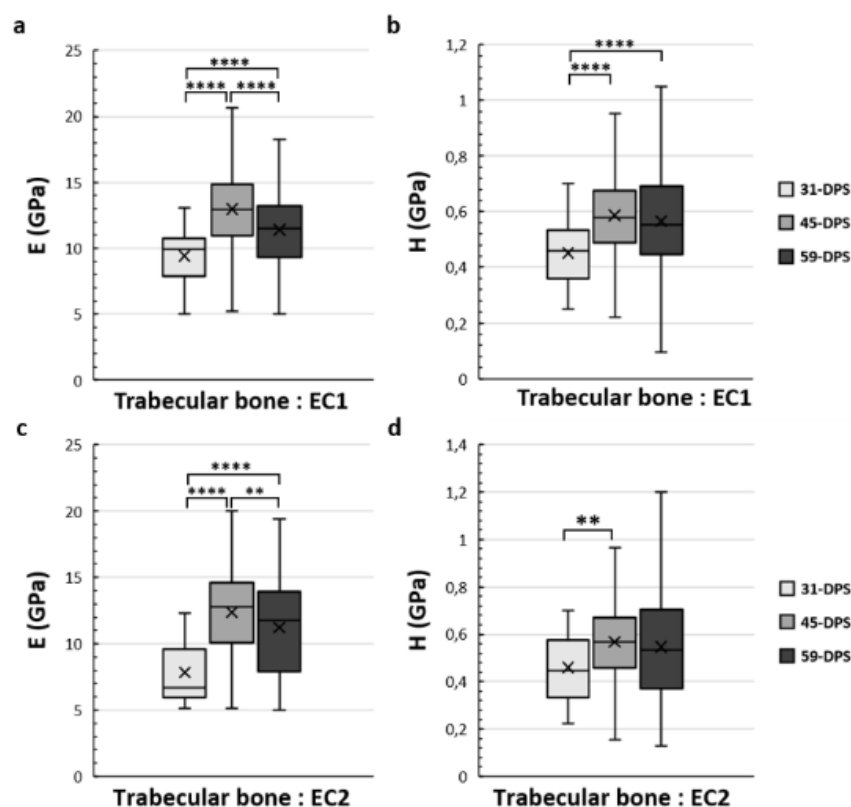 a
25
20
15
10
5
0
E (GPa)
****
**** ****
Trabecular bone : EC1
b
1,2
1
0,8
0,6
0,4
0,2
0
H (GPa)
****
****
Trabecular bone : EC1
31-DPS
45-DPS
59-DPS
c
25
20
15
10
5
0
E (GPa)
****
**** **
Trabecular bone : EC2
d
1,4
1,2
1
0,8
0,6
0,4
0,2
0
H (GPa)
**
Trabecular bone : EC2
31-DPS
45-DPS
59-DPS